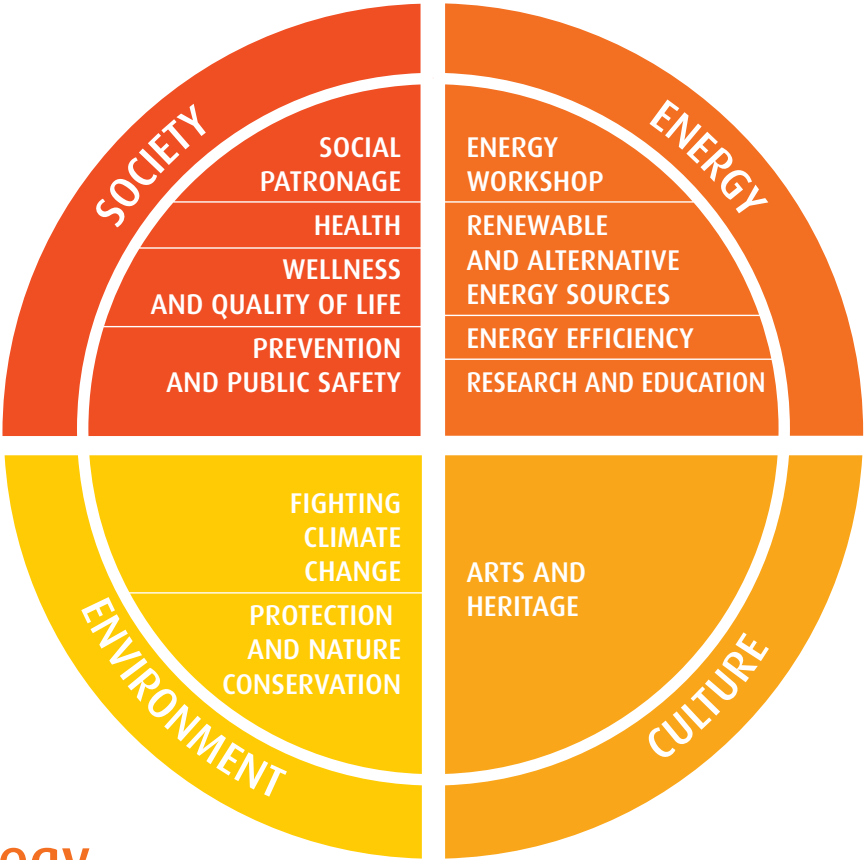 SOCIETY
SOCIAL
PATRONAGE
HEALTH
WELLNESS
AND QUALITY OF LIFE
PREVENTION
AND PUBLIC SAFETY
ENERGY
ENERGY
WORKSHOP
RENEWABLE
AND ALTERNATIVE
ENERGY SOURCES
ENERGY EFFICIENCY
RESEARCH AND EDUCATION
ENVIRONMENT
FIGHTING
CLIMATE
CHANGE
PROTECTION
AND NATURE
CONSERVATION
CULTURE
ARTS AND
HERITAGE